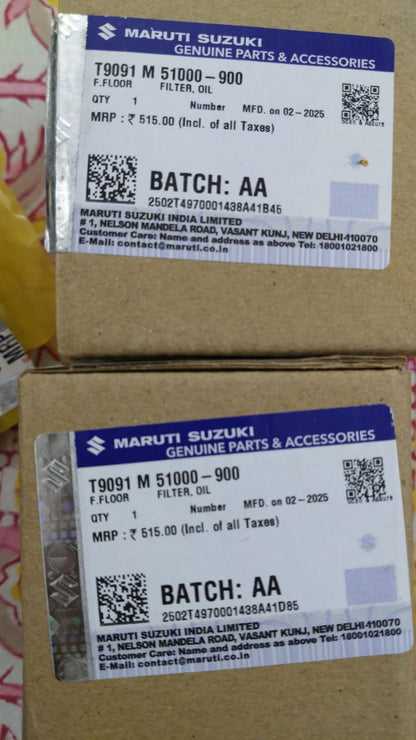 MARUTI SUZUKI
GENUINE PARTS & ACCESSORIES
T9091 M 51000-900
F.FLOOR FILTER, OIL
QTY 1 Number MFD. on 02-2025
MRP : ₹ 515.00 (Incl. of all Taxes)
Scan & Assure
BATCH: AA
2502T4970001438A41B45
MARUTI SUZUKI INDIA LIMITED
# 1, NELSON MANDELA ROAD, VASANT KUNJ, NEW DELHI-110070
Customer Care: Name and address as above Tel: 18001021800
E-Mail: contact@maruti.co.in
MRP
MARUTI SUZUKI
GENUINE PARTS & ACCESSORIES
T9091 M 51000-900
F.FLOOR FILTER, OIL
QTY 1 Number MFD. on 02-2025
MRP : ₹ 515.00 (Incl. of all Taxes)
Scan & Assure
BATCH: AA
2502T4970001438A41D85
MARUTI SUZUKI INDIA LIMITED
# 1, NELSON MANDELA ROAD, VASANT KUNJ, NEW DELHI-110070
Customer Care: Name and address as above Tel: 18001021800
E-Mail: contact@maruti.co.in